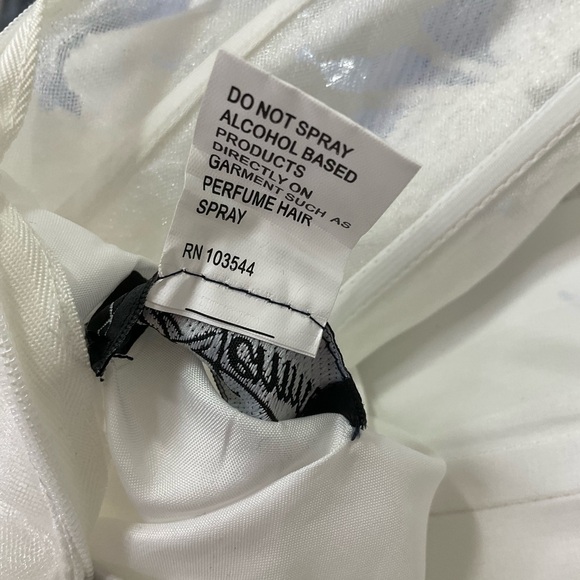 DO NOT SPRAY
ALCOHOL BASED
PRODUCTS
DIRECTLY ON
GARMENT SUCH AS
PERFUME HAIR
SPRAY
RN 103544